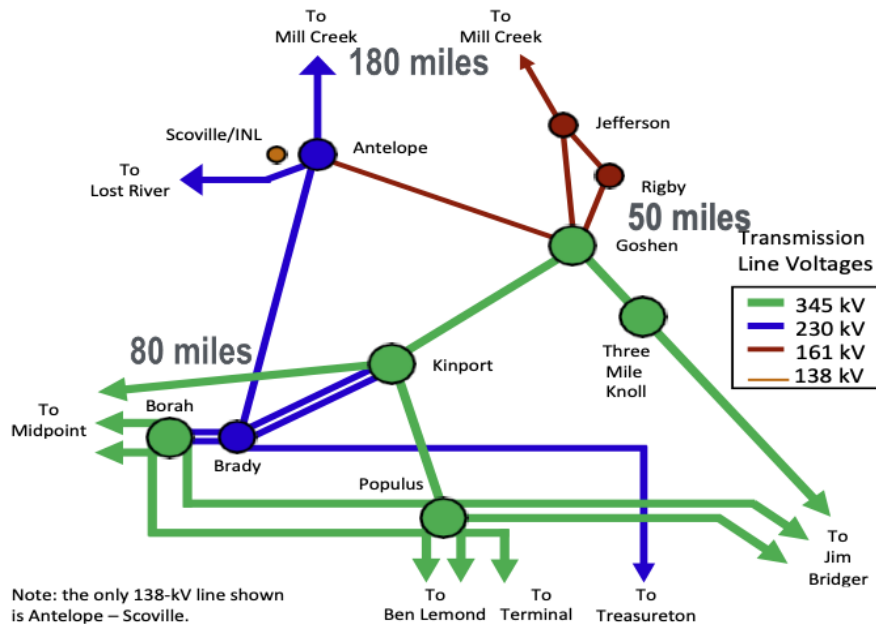 To
Mill Creek
To
Mill Creek
180 miles
Scoville/INL
Antelope
Jefferson
To
Lost River
Rigby
50 miles
Goshen
Transmission
Line Voltages
345 kV
230 kV
161 kV
138 kV
80 miles
Kinport
Three
Mile
Knoll
To
Midpoint
Borah
Brady
Populus
To
Jim
Bridger
Note: the only 138-kV line shown
is Antelope – Scoville.
To
Ben Lemond
To
Terminal
To
Treasureton